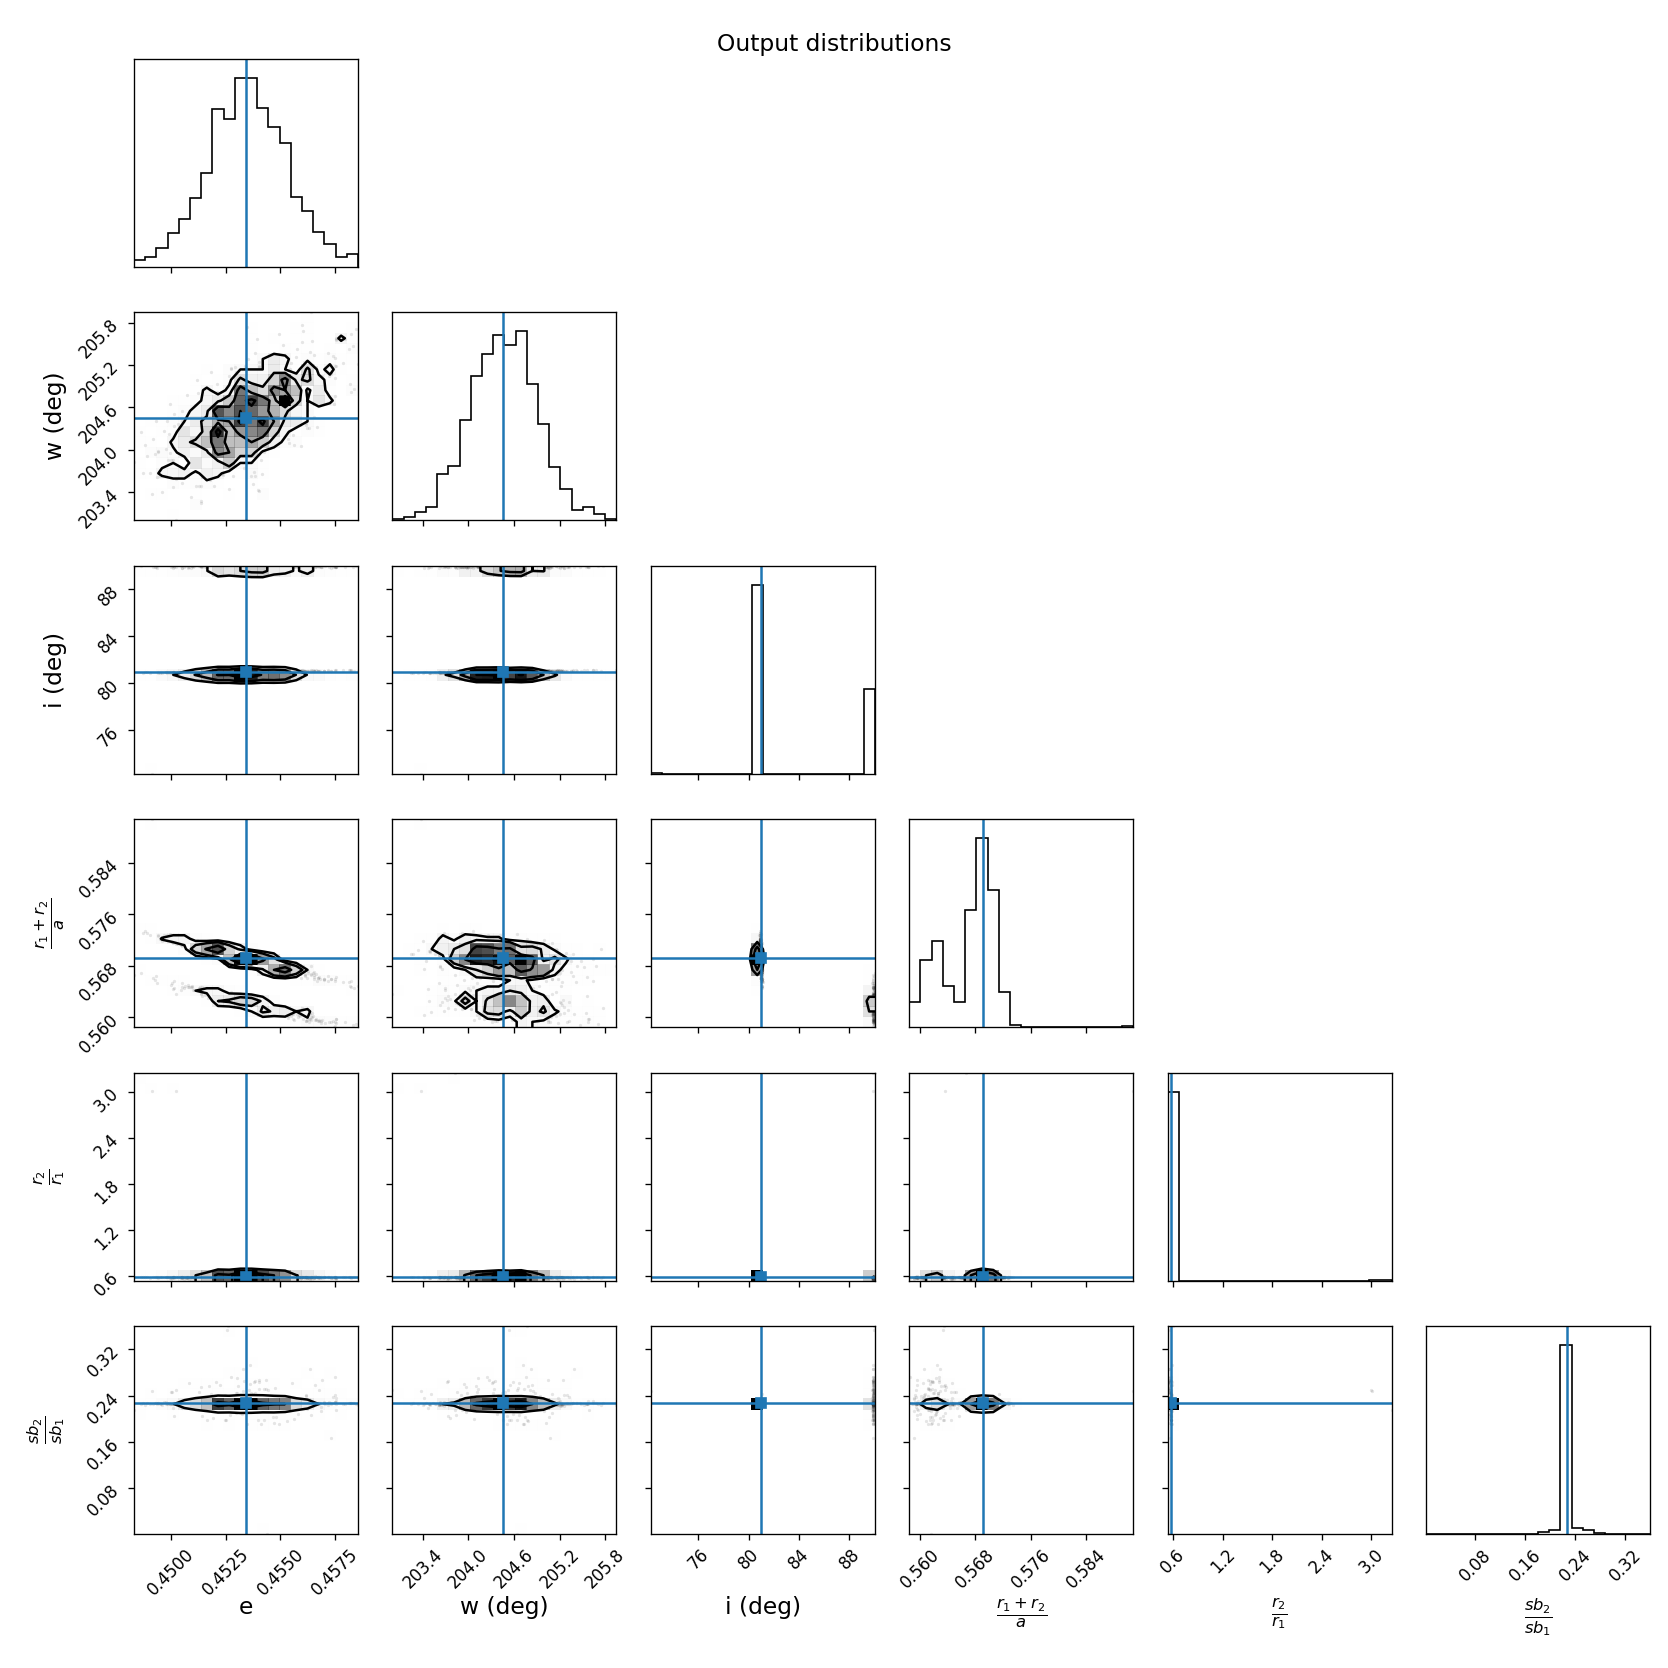 Output distributions
w (deg)
205.8
205.2
204.6
204.0
203.4
i (deg)
88
84
80
76
r₁ + r₂
a
0.584
0.576
0.568
0.560
r₂
r₁
3.0
2.4
1.8
1.2
0.6
sb₂
sb₁
0.32
0.24
0.16
0.08
0.4500 0.4525 0.4550 0.4575 203.4 204.0 204.6 205.2 205.8 76 80 84 88 0.560 0.568 0.576 0.584 0.6 1.2 1.8 2.4 3.0 0.08 0.16 0.24 0.32
e w (deg) i (deg)
r₁ + r₂
a
r₂
r₁
sb₂
sb₁